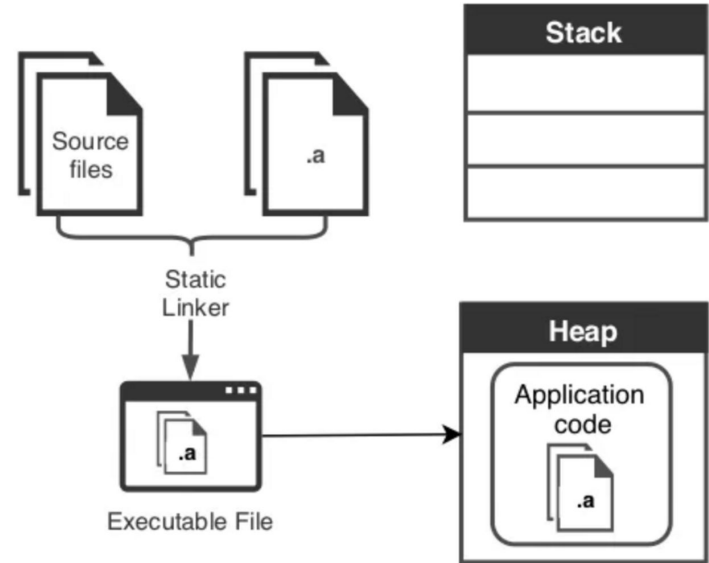 Source
files
.a
Stack
Static
Linker
.a
Executable File
Heap
Application
code
.a